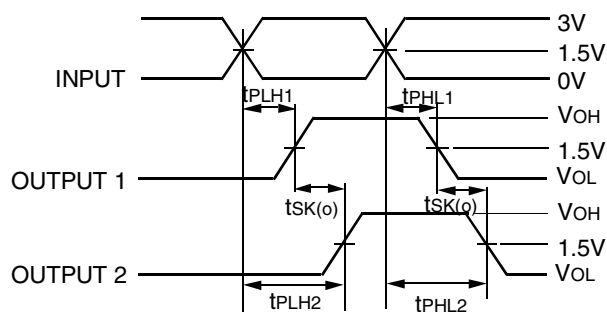 3V
1.5V
INPUT
0V
tPLH1
tPHL1
VOH
1.5V
OUTPUT 1
VOL
tSK(o)
tSK(o)
VOH
1.5V
OUTPUT 2
VOL
tPLH2
tPHL2